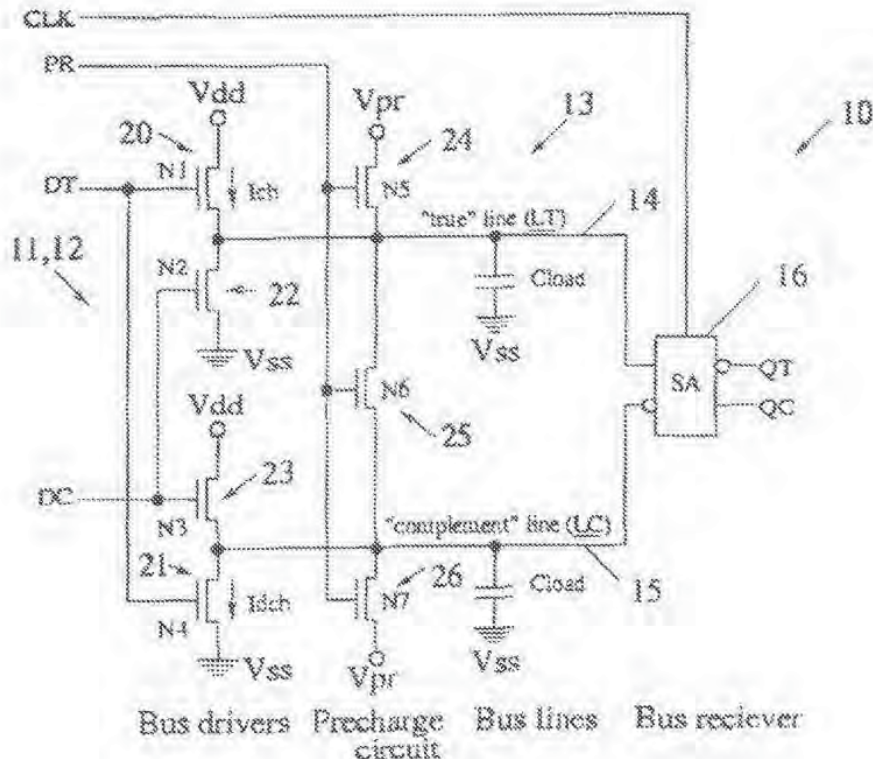 CLK
PR
Vdd
Vpr
13
10
20
24
N1
Ich
N5
DT
"true" line (LT)
14
11,12
N2
22
Cload
16
Vss
Vss
SA
QT
QC
Vdd
N6
25
23
DC
N3
"complement" line (LC)
21
26
15
Idch
N7
Cload
N4
Vss
Vpr
Vss
Bus drivers
Precharge
circuit
Bus lines
Bus reciever